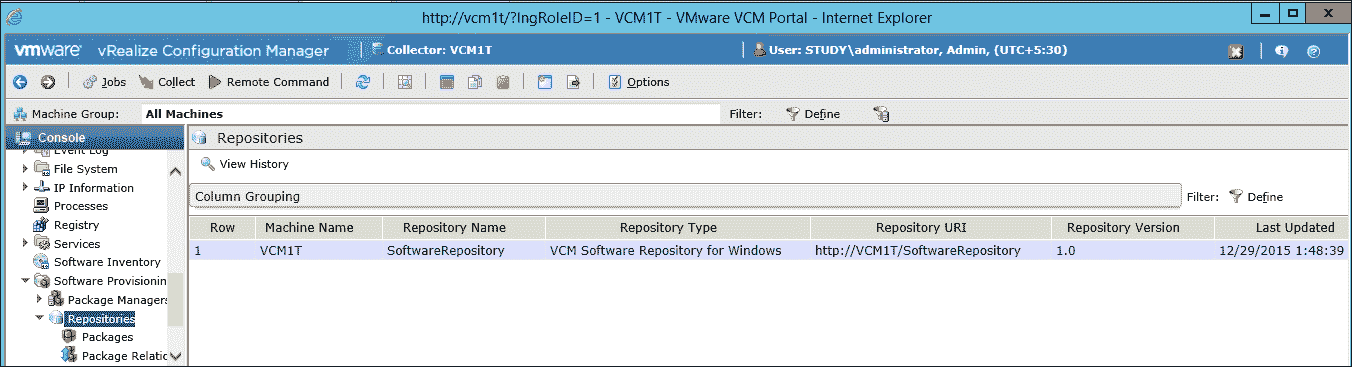 http://vcm1t/?lngRoleID=1 - VCM1T - VMware VCM Portal - Internet Explorer
vmware vRealize Configuration Manager Collector: VCM1T User: STUDY\administrator, Admin, (UTC+5:30)
Jobs Collect Remote Command Options
Machine Group: All Machines Filter: Define
Console
Event Log
File System
IP Information
Processes
Registry
Services
Software Inventory
Software Provisionin
Package Managers
Repositories
Packages
Package Relatio
Repositories
View History
Column Grouping Filter: Define
Row Machine Name Repository Name Repository Type Repository URI Repository Version Last Updated
1 VCM1T SoftwareRepository VCM Software Repository for Windows http://VCM1T/SoftwareRepository 1.0 12/29/2015 1:48:39